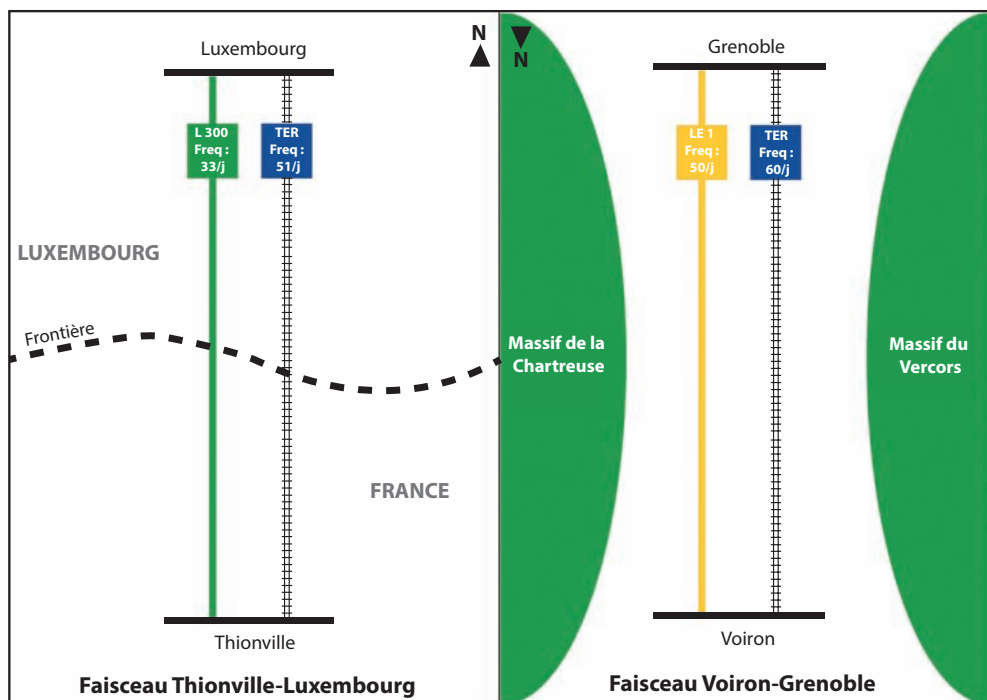 Luxembourg
N
L 300
Freq :
33/j
TER
Freq :
51/j
LUXEMBOURG
Frontière
FRANCE
Thionville
Faisceau Thionville-Luxembourg
N
Grenoble
LE 1
Freq :
50/j
TER
Freq :
60/j
Massif de la
Chartreuse
Massif du
Vercors
Voiron
Faisceau Voiron-Grenoble